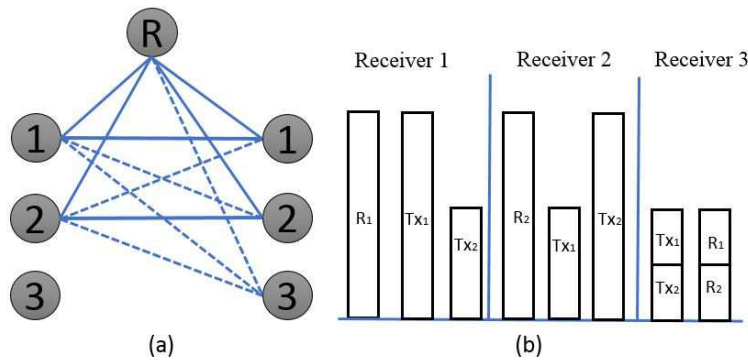 R
1 1
2 2
3 3
(a)
Receiver 1 Receiver 2 Receiver 3
R₁ Tx₁ Tx₂ R₂ Tx₁ Tx₂ Tx₁ R₁
Tx₂ R₂
(b)